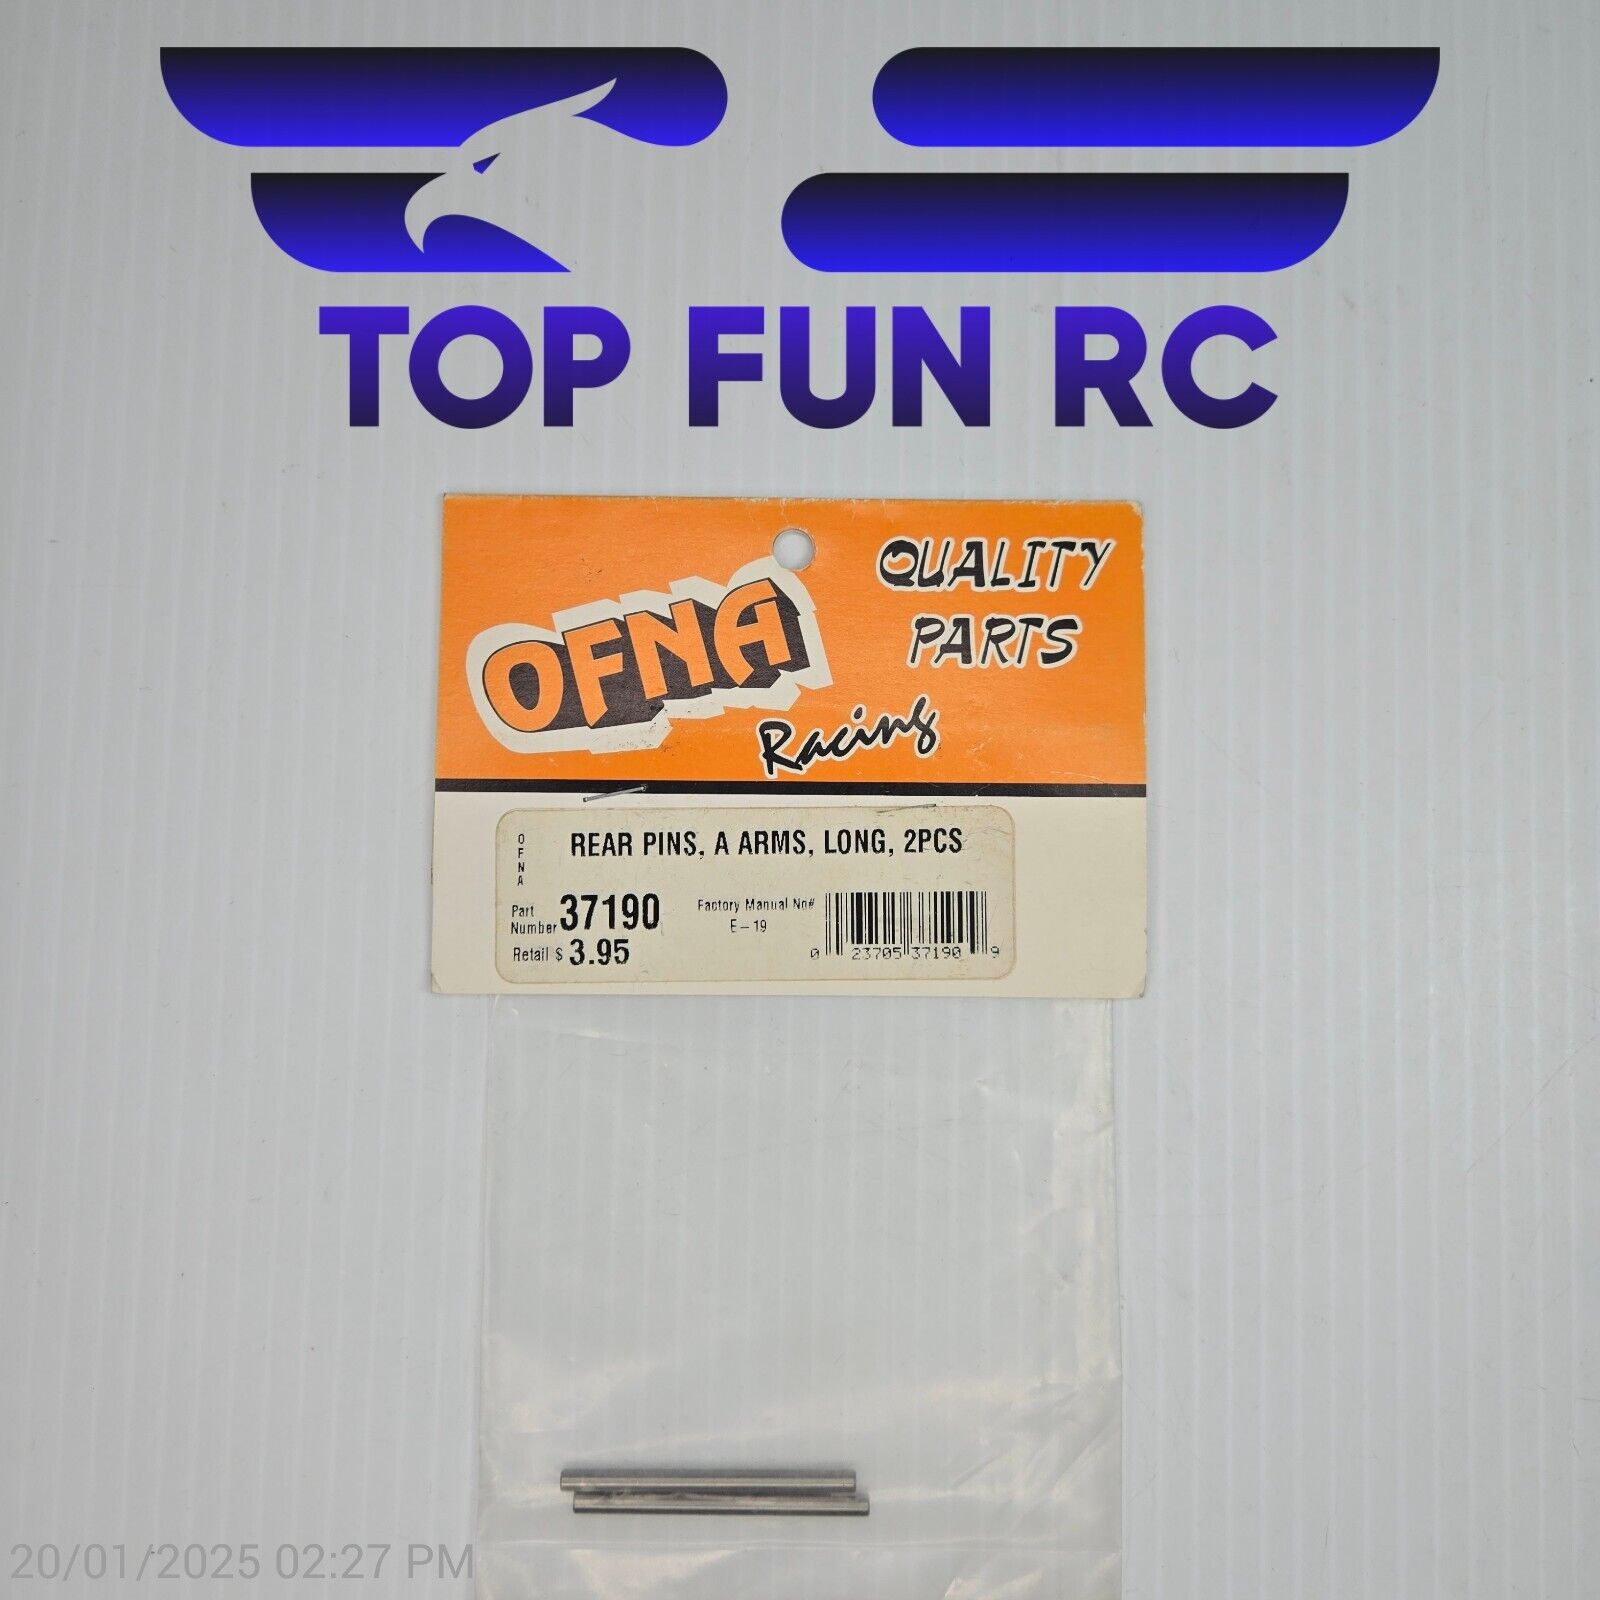 TOP FUN RC
OFNA
Racing
QUALITY
PARTS
OFNA
REAR PINS, A ARMS, LONG, 2PCS
Part
Number 37190
Factory Manual No#
E-19
Retail $ 3.95
0 23705 37190 9
20/01/2025 02:27 PM